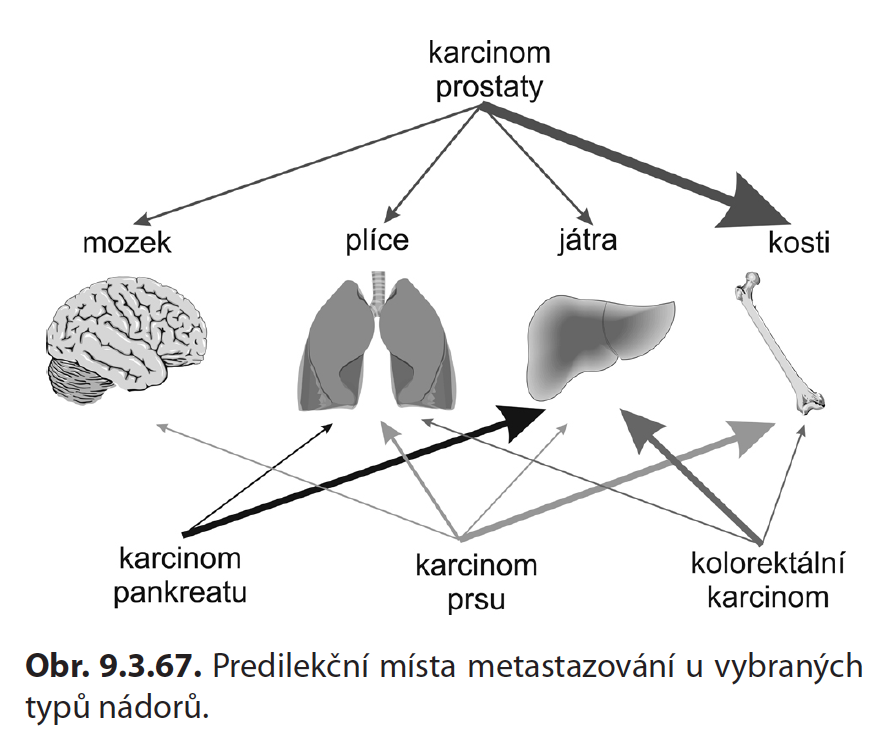 karcinom
prostaty
mozek
plíce
játra
kosti
karcinom
pankreatu
karcinom
prsu
kolorektální
karcinom
Obr. 9.3.67. Predilekční místa metastazování u vybraných
typů nádorů.